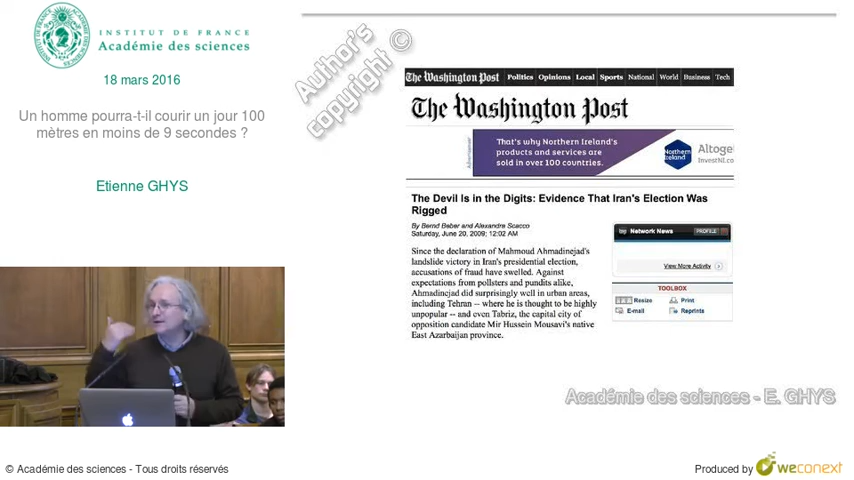 INSTITUT DE FRANCE
Académie des sciences
18 mars 2016
Un homme pourra-t-il courir un jour 100
mètres en moins de 9 secondes ?
Etienne GHYS
Author's
copyright ©
The Washington Post Politics Opinions Local Sports National World Business Tech
The Washington Post
Advertisement
That's why Northern Ireland's
products and services are
sold in over 100 countries.
Northern
Ireland
Altoge
InvestNI.co
The Devil Is in the Digits: Evidence That Iran's Election Was
Rigged
By Bernd Beber and Alexandra Scacco
Saturday, June 20, 2009; 12:02 AM
Since the declaration of Mahmoud Ahmadinejad's
landslide victory in Iran's presidential election,
accusations of fraud have swelled. Against
expectations from pollsters and pundits alike,
Ahmadinejad did surprisingly well in urban areas,
including Tehran -- where he is thought to be highly
unpopular -- and even Tabriz, the capital city of
opposition candidate Mir Hussein Mousavi's native
East Azarbaijan province.
Network News PROFILE
View More Activity
TOOLBOX
Resize Print
E-mail Reprints
Académie des sciences - E. GHYS
© Académie des sciences - Tous droits réservés
Produced by weconext